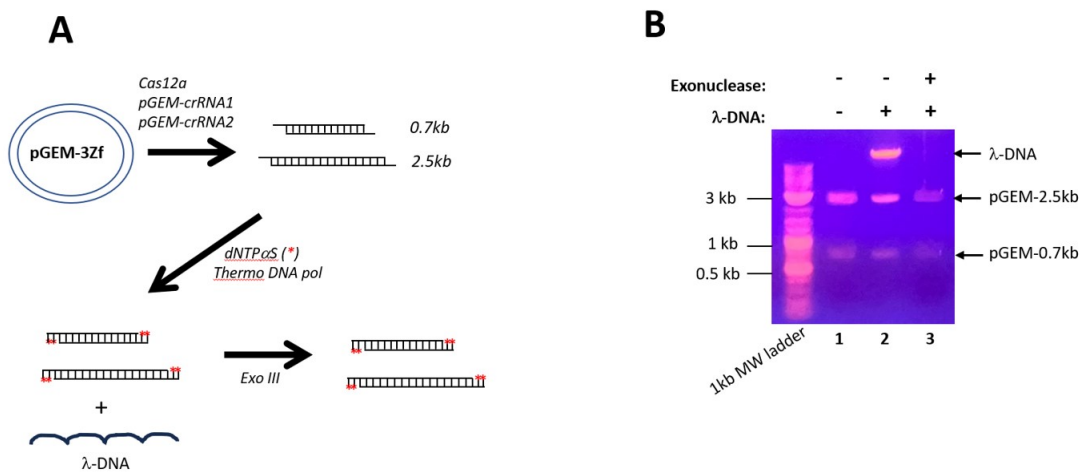 A
Cas12a
pGEM-crRNA1
pGEM-crRNA2
pGEM-3Zf
0.7kb
2.5kb
dNTPαS (*)
Thermo DNA pol
** **
** **
** **
** **
Exo III
+
λ-DNA
B
Exonuclease: - - +
λ-DNA: - + +
λ-DNA
3 kb
pGEM-2.5kb
1 kb
pGEM-0.7kb
0.5 kb
1 2 3
1kb MW ladder